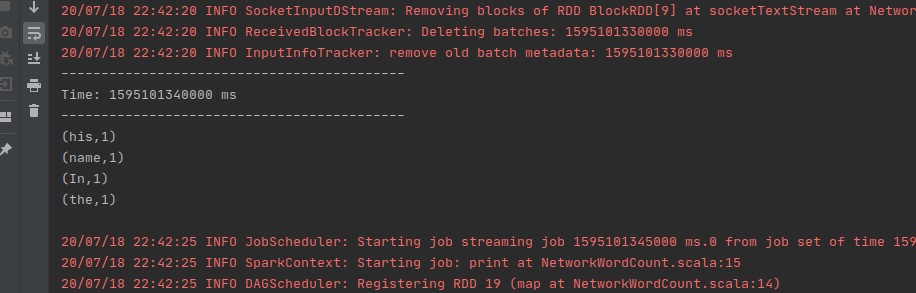 20/07/18 22:42:20 INFO SocketInputDStream: Removing blocks of RDD BlockRDD[9] at socketTextStream at Networ
20/07/18 22:42:20 INFO ReceivedBlockTracker: Deleting batches: 1595101330000 ms
20/07/18 22:42:20 INFO InputInfoTracker: remove old batch metadata: 1595101330000 ms
-------------------------------------------
Time: 1595101340000 ms
-------------------------------------------
(his,1)
(name,1)
(In,1)
(the,1)
20/07/18 22:42:25 INFO JobScheduler: Starting job streaming job 1595101345000 ms.0 from job set of time 159
20/07/18 22:42:25 INFO SparkContext: Starting job: print at NetworkWordCount.scala:15
20/07/18 22:42:25 INFO DAGScheduler: Registering RDD 19 (map at NetworkWordCount.scala:14)